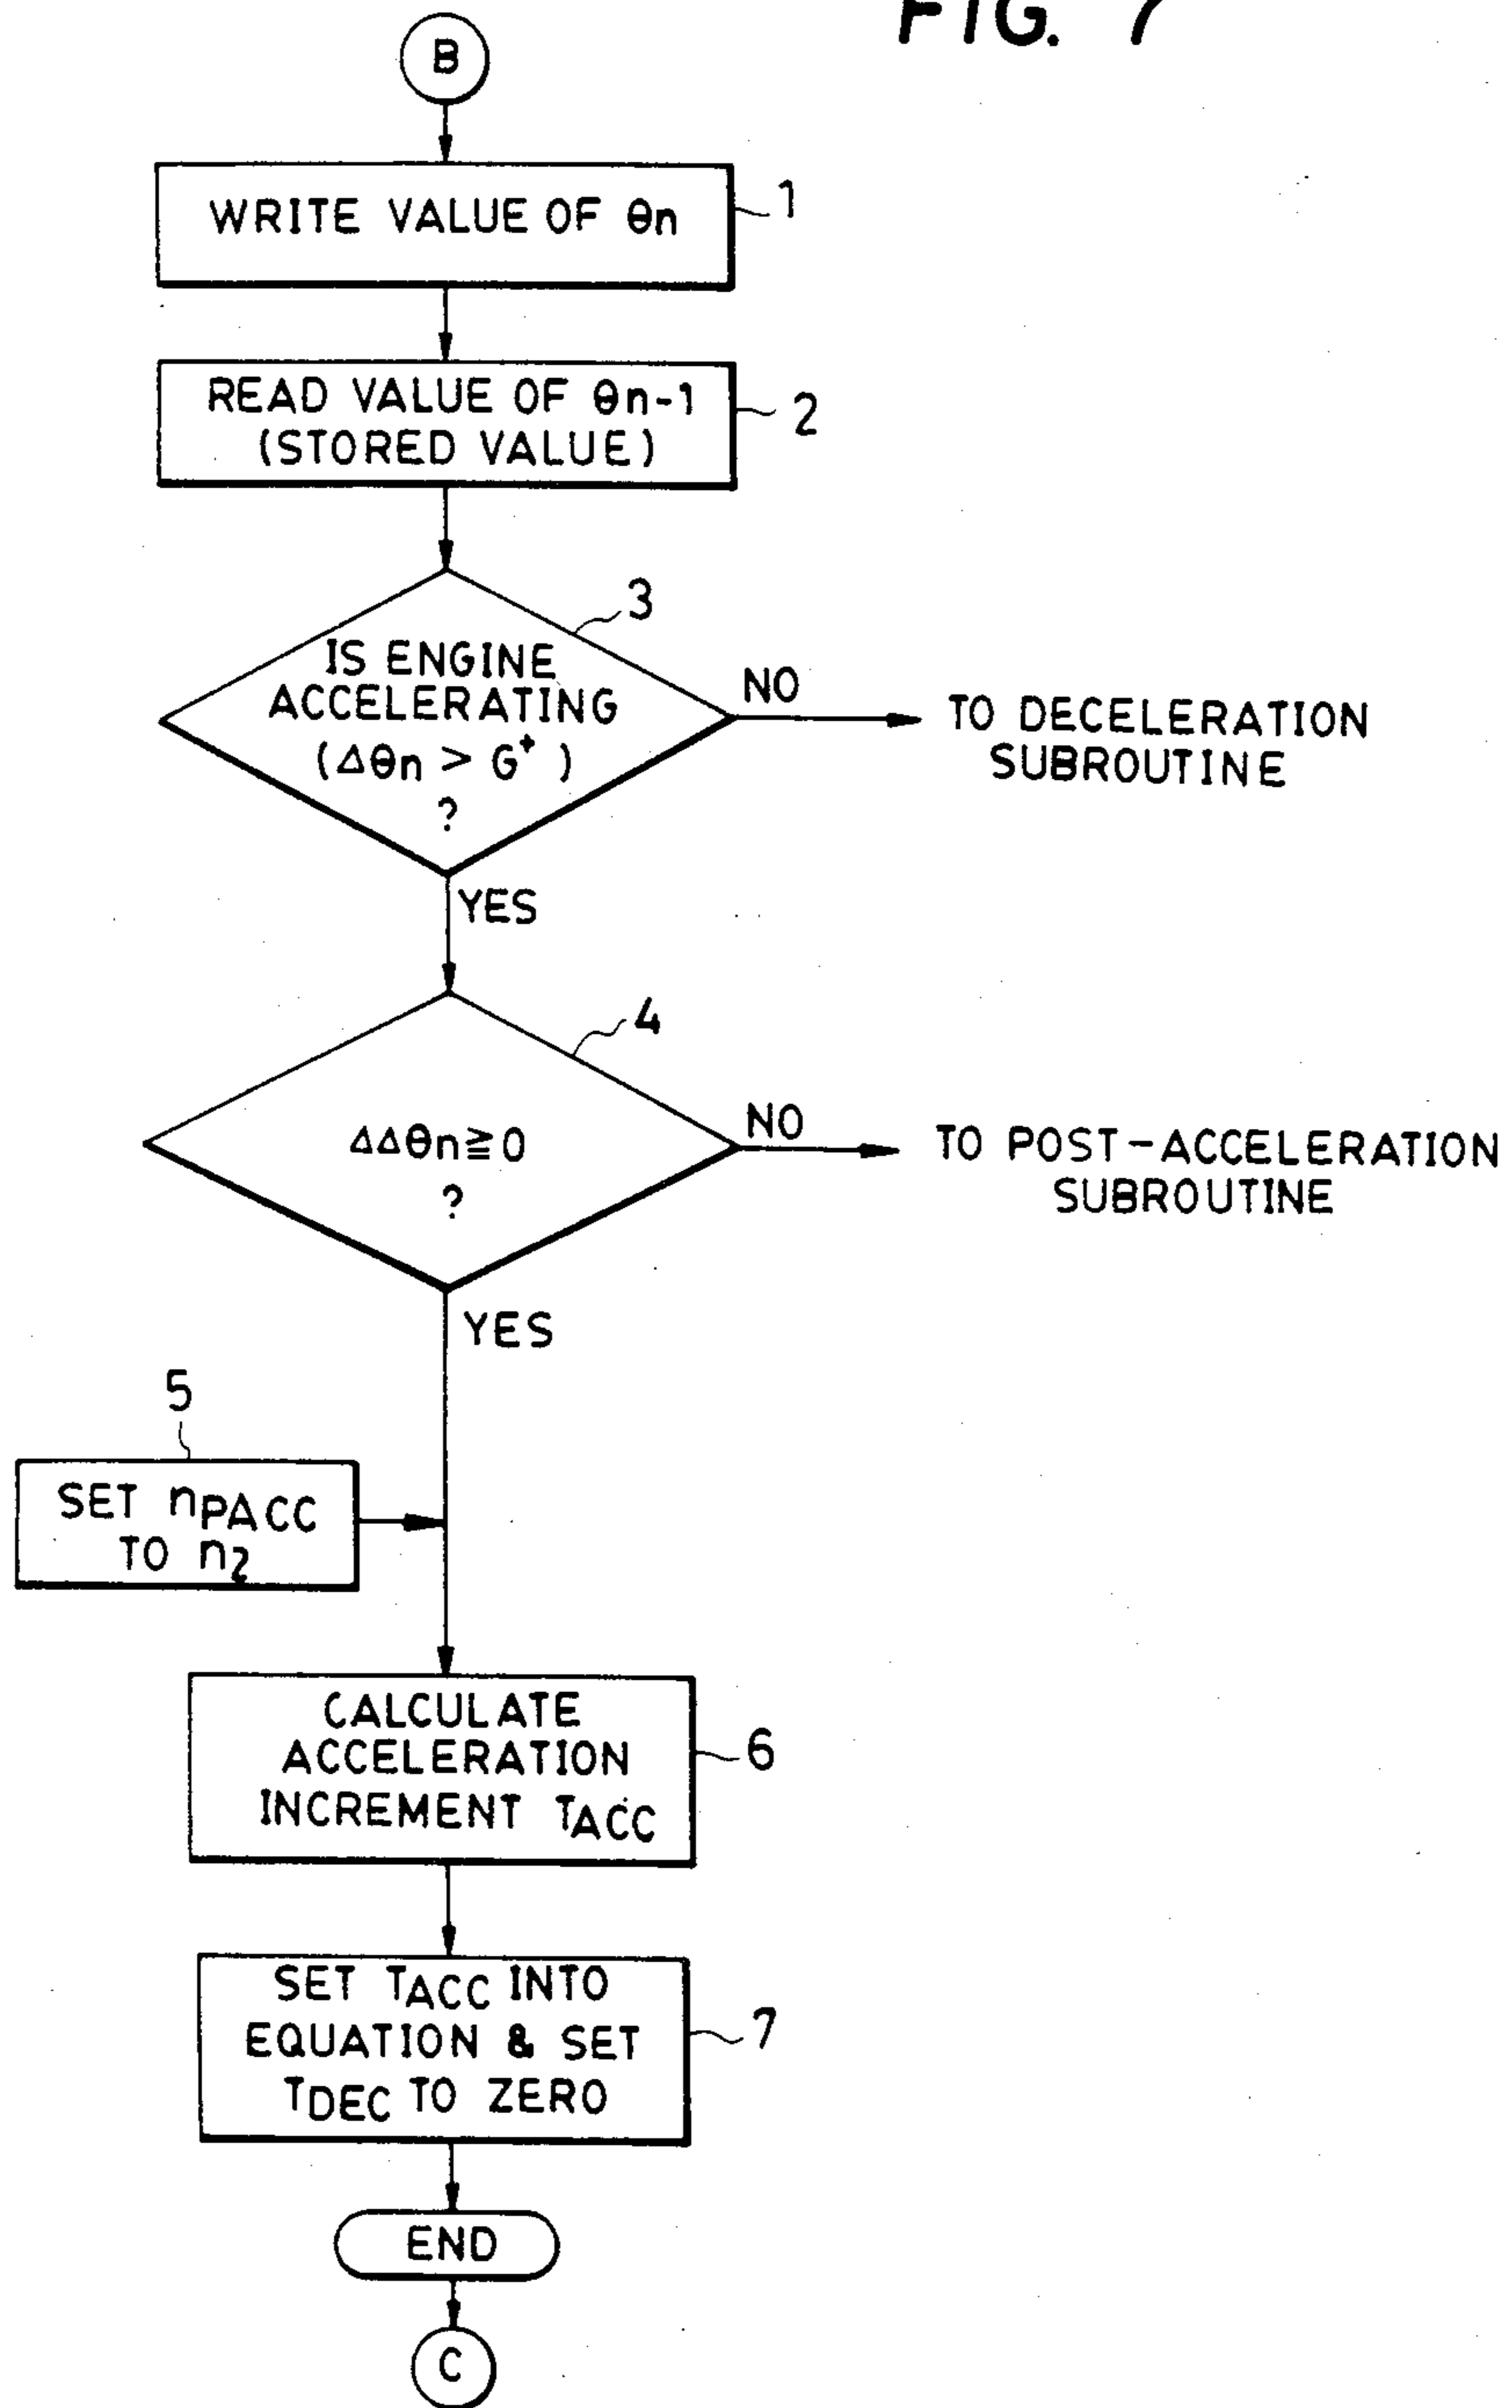 FIG. 7
B
WRITE VALUE OF θn
1
READ VALUE OF θn-1
(STORED VALUE)
2
3
IS ENGINE
ACCELERATING
(Δθn > G⁺)
?
NO
TO DECELERATION
SUBROUTINE
YES
4
ΔΔθn≧0
?
NO
TO POST-ACCELERATION
SUBROUTINE
YES
5
SET nPACC
TO n2
CALCULATE
ACCELERATION
INCREMENT TACC
6
SET TACC INTO
EQUATION & SET
TDEC TO ZERO
7
END
C